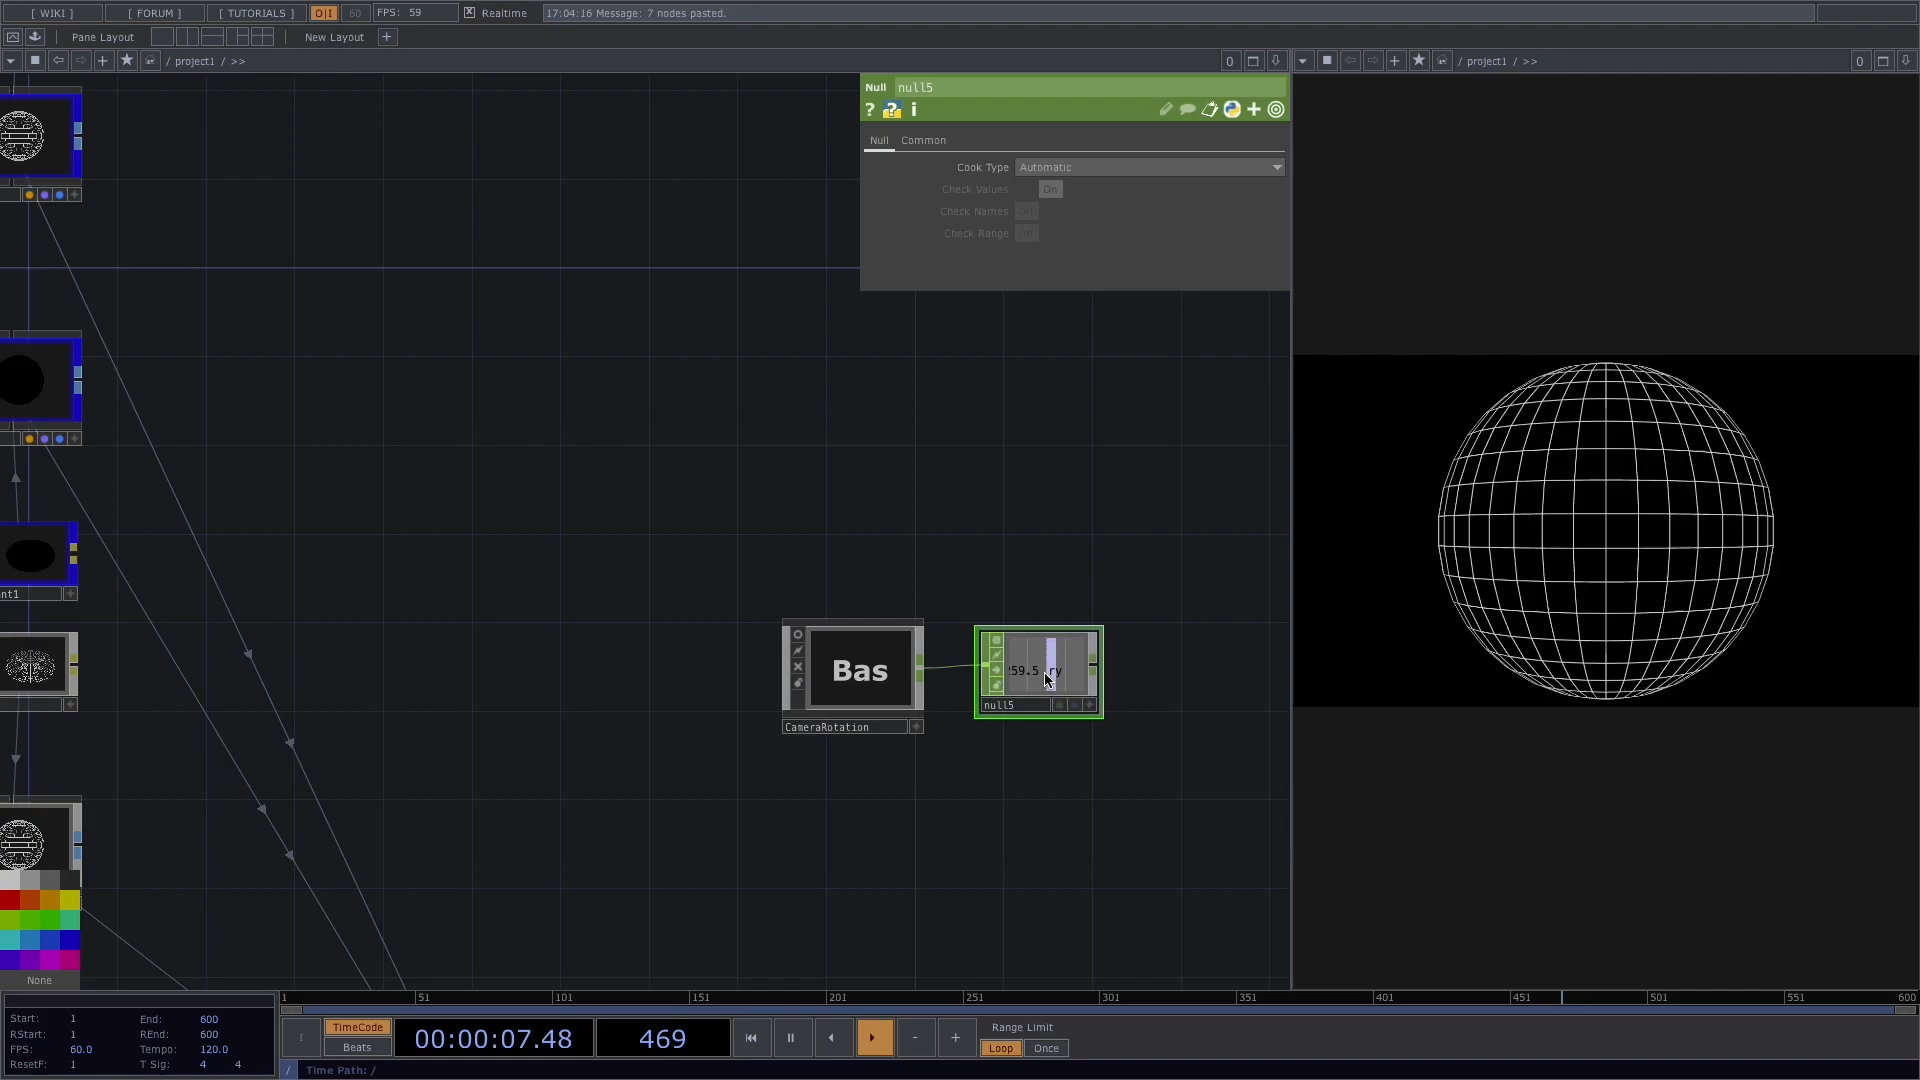 [ WIKI ] [ FORUM ] [ TUTORIALS ] O|I 60 FPS: 59 Realtime 17:04:16 Message: 7 nodes pasted.
Pane Layout New Layout +
/ project1 / >> 0 / project1 / >> 0
Null null5
? ? i
Null Common
Cook Type Automatic
Check Values On
Check Names Off
Check Range Off
nt1
Bas
259.5 ry
null5
CameraRotation
None
1 51 101 151 201 251 301 351 401 451 501 551 600
Start: 1 End: 600
RStart: 1 REnd: 600
FPS: 60.0 Tempo: 120.0
ResetF: 1 T Sig: 4 4
TimeCode
Beats
00:00:07.48 469
- +
Range Limit
Loop Once
/ Time Path: /